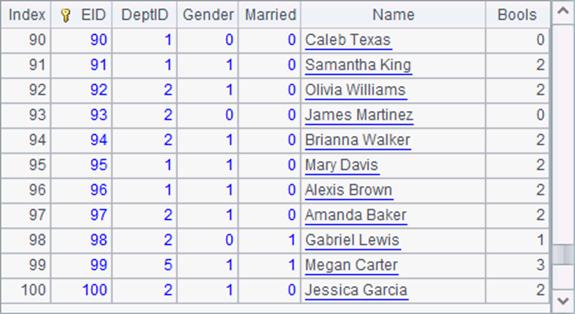 Index EID DeptID Gender Married Name Bools
90 90 1 0 0 Caleb Texas 0
91 91 1 1 0 Samantha King 2
92 92 2 1 0 Olivia Williams 2
93 93 2 0 0 James Martinez 0
94 94 2 1 0 Brianna Walker 2
95 95 1 1 0 Mary Davis 2
96 96 1 1 0 Alexis Brown 2
97 97 2 1 0 Amanda Baker 2
98 98 2 0 1 Gabriel Lewis 1
99 99 5 1 1 Megan Carter 3
100 100 2 1 0 Jessica Garcia 2